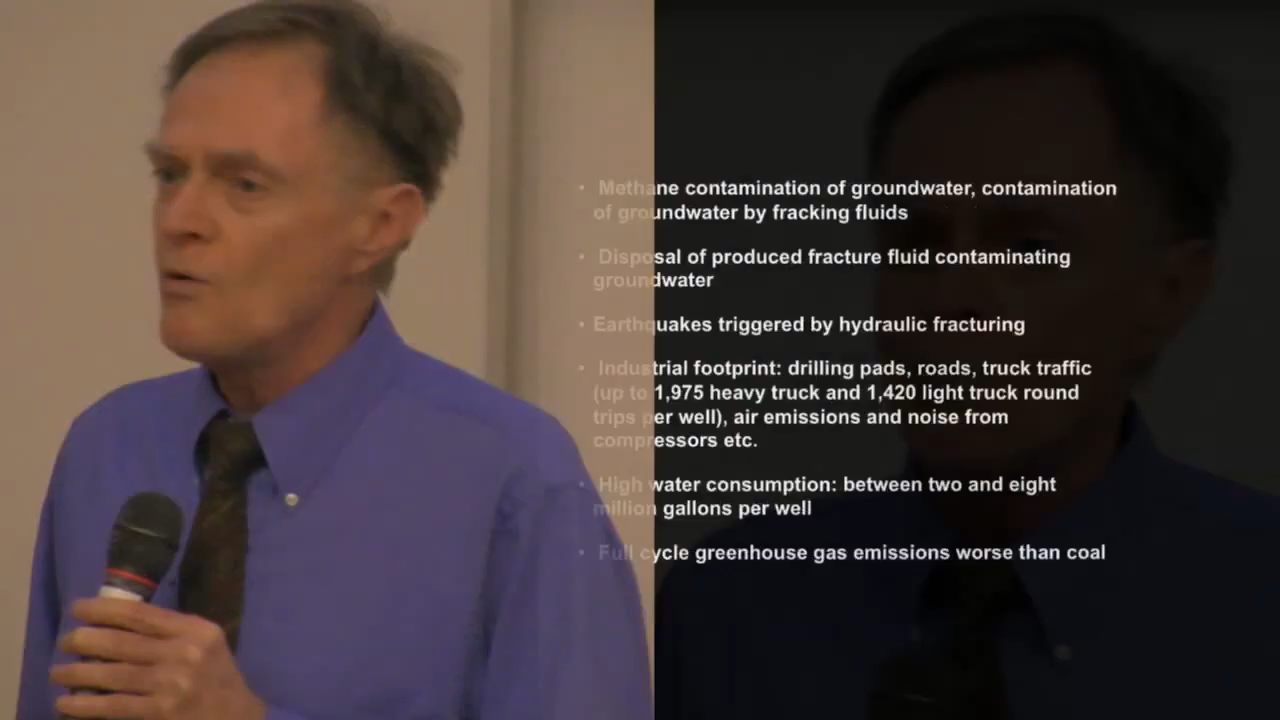 • Methane contamination of groundwater, contamination
of groundwater by fracking fluids
• Disposal of produced fracture fluid contaminating
groundwater
• Earthquakes triggered by hydraulic fracturing
• Industrial footprint: drilling pads, roads, truck traffic
(up to 1,975 heavy truck and 1,420 light truck round
trips per well), air emissions and noise from
compressors etc.
• High water consumption: between two and eight
million gallons per well
• Full cycle greenhouse gas emissions worse than coal